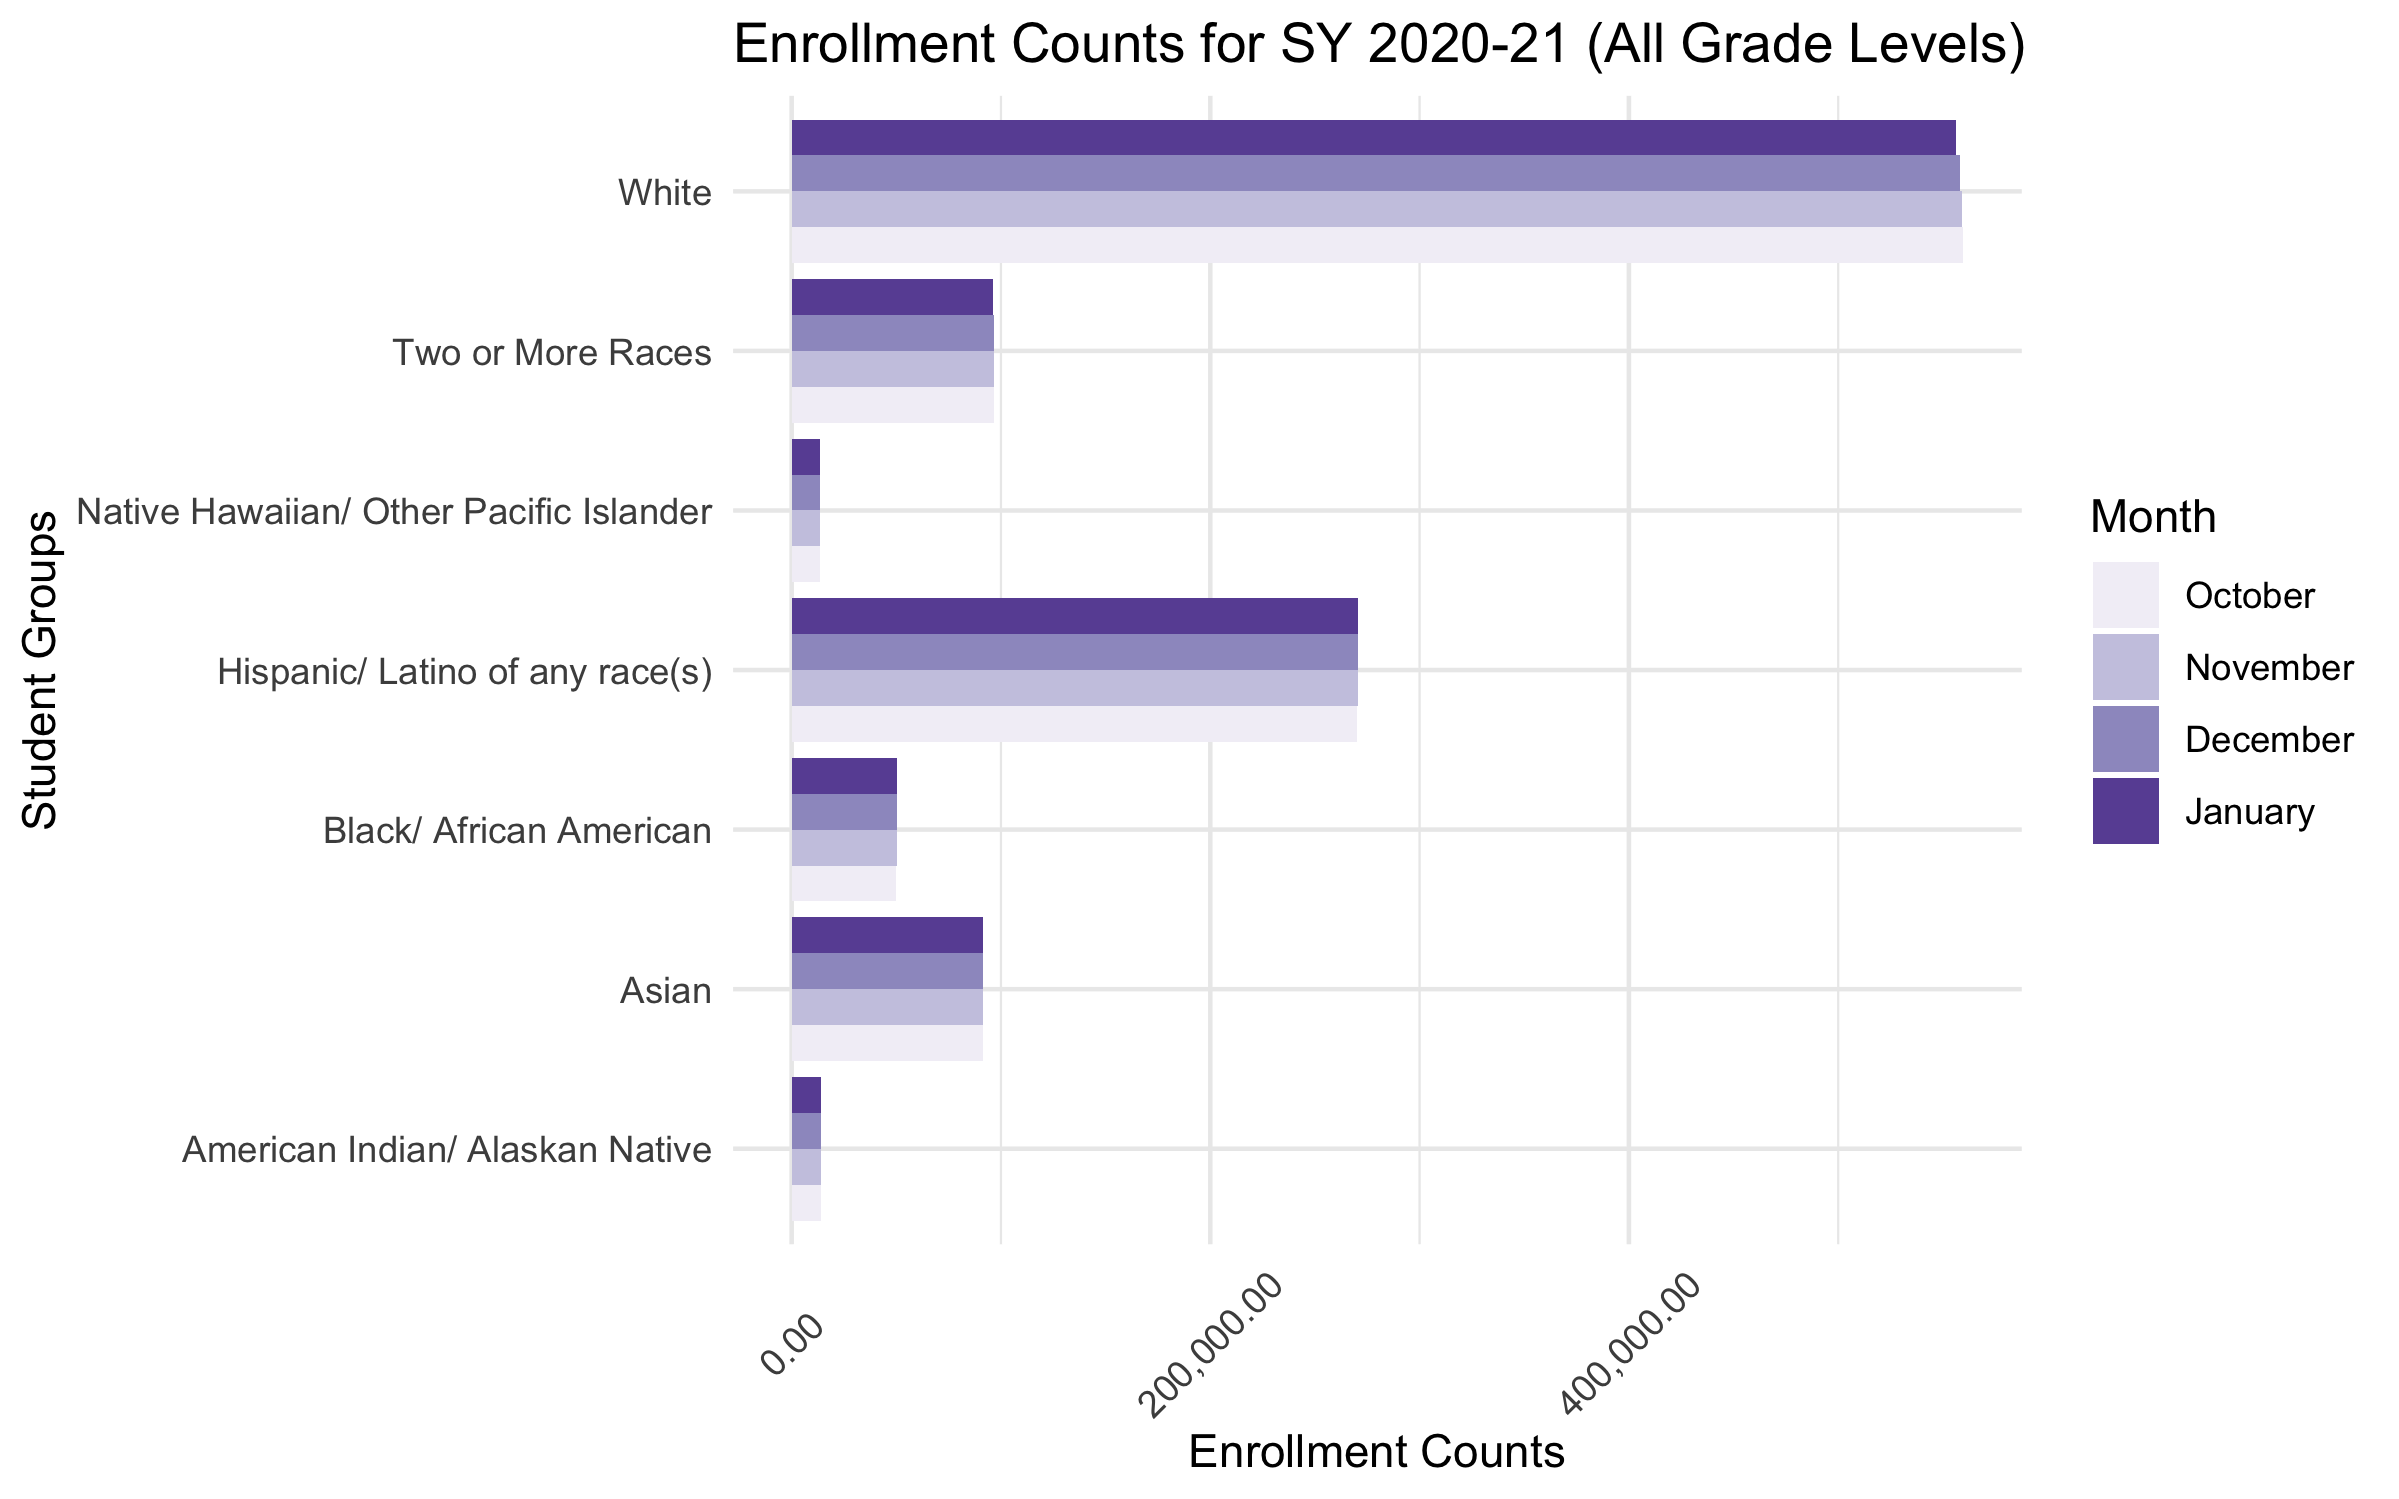 Enrollment Counts for SY 2020-21 (All Grade Levels)
Student Groups
White
Two or More Races
Native Hawaiian/ Other Pacific Islander
Hispanic/ Latino of any race(s)
Black/ African American
Asian
American Indian/ Alaskan Native
0.00
200,000.00
400,000.00
Enrollment Counts
Month
October
November
December
January